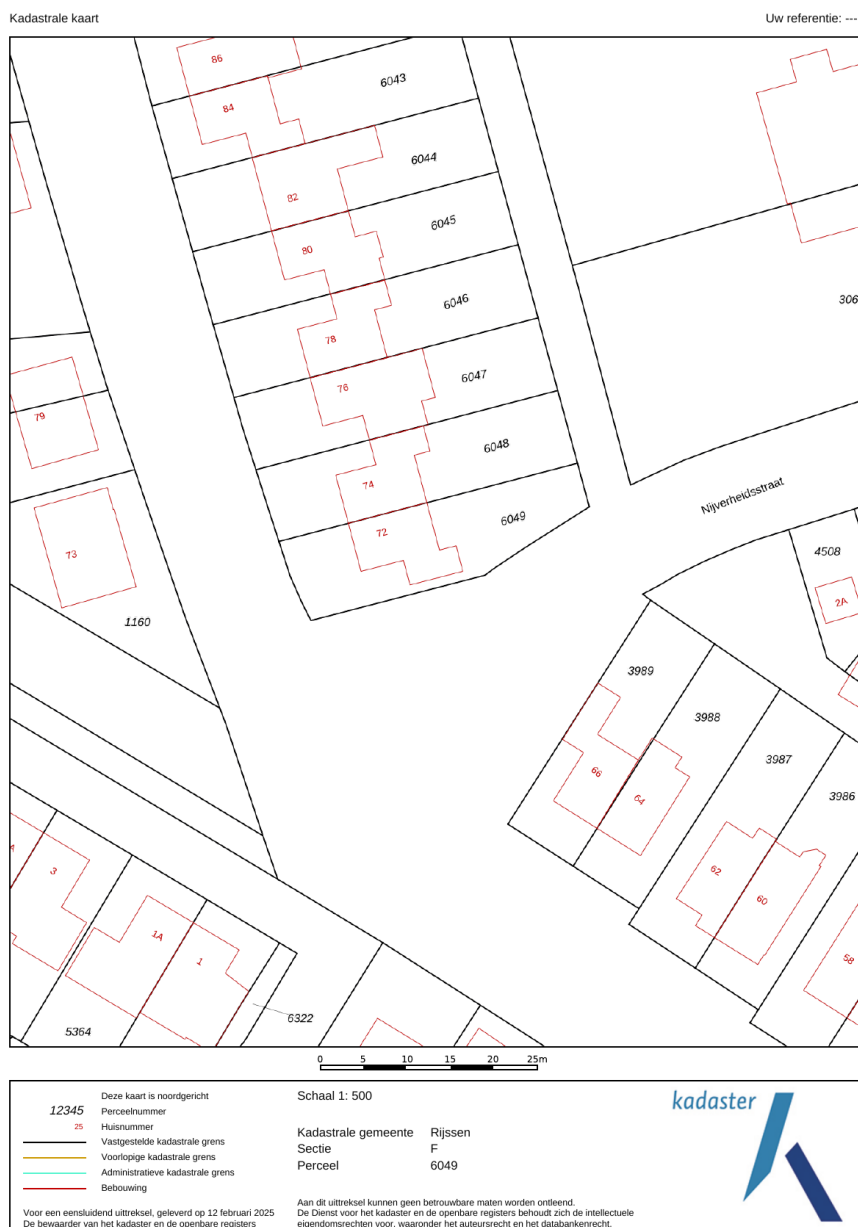 Kadastrale kaart
Uw referentie: ---
86
6043
84
6044
82
6045
80
6046
306
78
6047
76
79
6048
74
Nijverheidsstraat
6049
72
73
4508
2A
1160
3989
3988
3987
66
64
3986
3
62
60
1A
1
58
6322
5364
0 5 10 15 20 25m
Deze kaart is noordgericht
12345 Perceelnummer
25 Huisnummer
Vastgestelde kadastrale grens
Voorlopige kadastrale grens
Administratieve kadastrale grens
Bebouwing
Voor een eensluidend uittreksel, geleverd op 12 februari 2025
De bewaarder van het kadaster en de openbare registers
Schaal 1: 500
Kadastrale gemeente Rijssen
Sectie F
Perceel 6049
Aan dit uittreksel kunnen geen betrouwbare maten worden ontleend.
De Dienst voor het kadaster en de openbare registers behoudt zich de intellectuele
eigendomsrechten voor, waaronder het auteursrecht en het databankenrecht.
kadaster